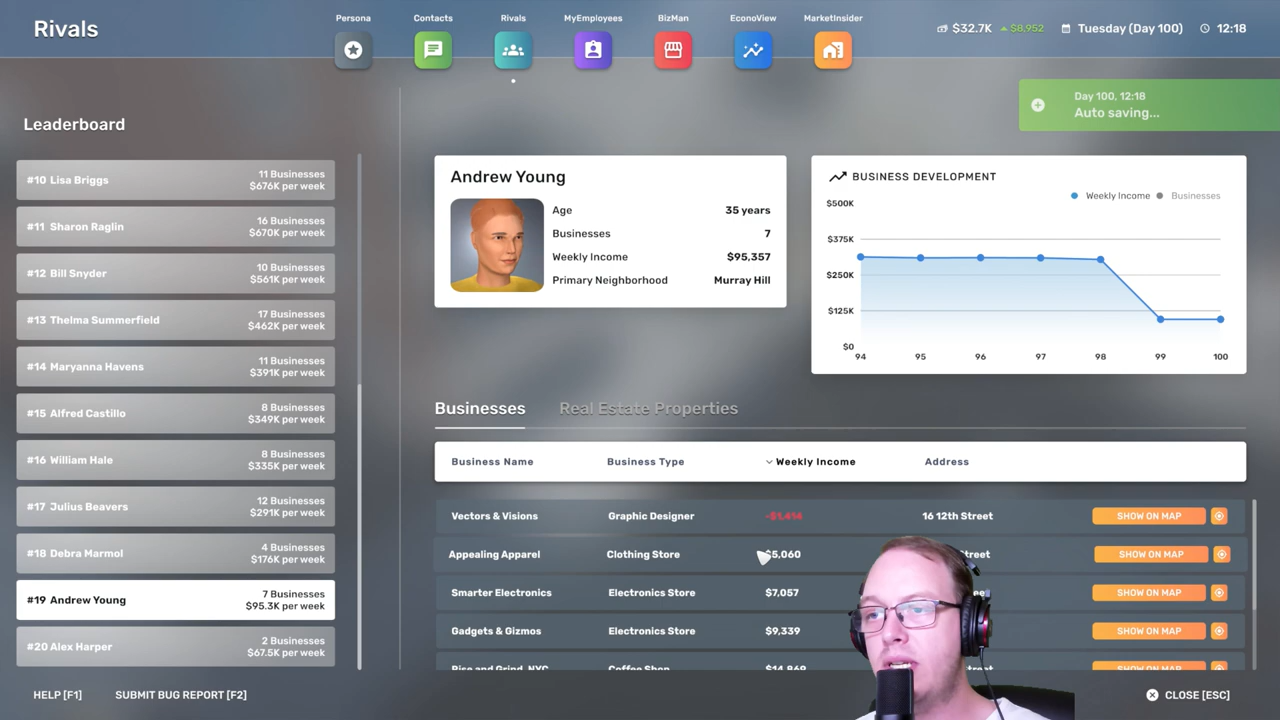 Rivals
Persona
Contacts
Rivals
MyEmployees
BizMan
EconoView
MarketInsider
$32.7K $8,952 Tuesday (Day 100) 12:18
Day 100, 12:18
Auto saving...
Leaderboard
#10 Lisa Briggs
11 Businesses
$676K per week
#11 Sharon Raglin
16 Businesses
$670K per week
#12 Bill Snyder
10 Businesses
$561K per week
#13 Thelma Summerfield
17 Businesses
$462K per week
#14 Maryanna Havens
11 Businesses
$391K per week
#15 Alfred Castillo
8 Businesses
$349K per week
#16 William Hale
8 Businesses
$335K per week
#17 Julius Beavers
12 Businesses
$291K per week
#18 Debra Marmol
4 Businesses
$176K per week
#19 Andrew Young
7 Businesses
$95.3K per week
#20 Alex Harper
2 Businesses
$67.5K per week
Andrew Young
Age 35 years
Businesses 7
Weekly Income $95,357
Primary Neighborhood Murray Hill
BUSINESS DEVELOPMENT
Weekly Income Businesses
$500K
$375K
$250K
$125K
$0
94 95 96 97 98 99 100
Businesses Real Estate Properties
Business Name Business Type Weekly Income Address
Vectors & Visions Graphic Designer -$1,414 16 12th Street SHOW ON MAP
Appealing Apparel Clothing Store $5,060 SHOW ON MAP
Smarter Electronics Electronics Store $7,057 SHOW ON MAP
Gadgets & Gizmos Electronics Store $9,339 SHOW ON MAP
Rise and Grind, NYC Coffee Shop
HELP [F1] SUBMIT BUG REPORT [F2] CLOSE [ESC]